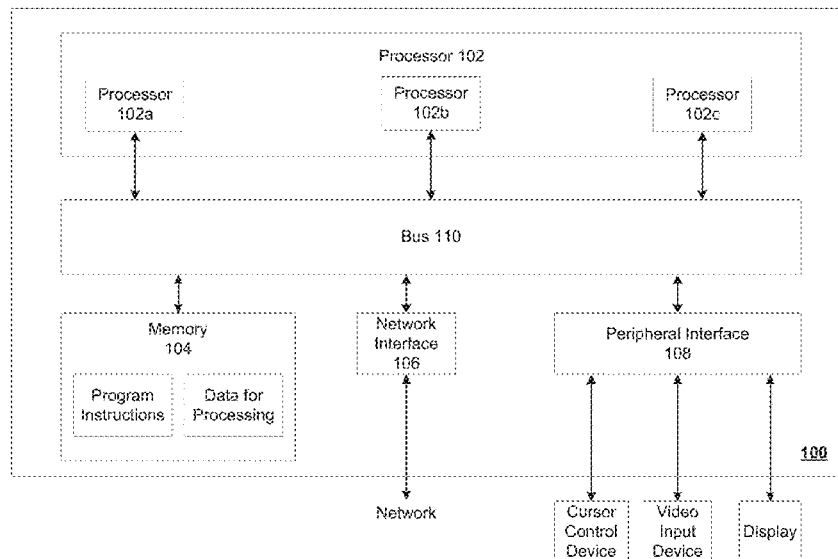 Processor 102
Processor
102a
Processor
102b
Processor
102c
Bus 110
Memory
104
Program
Instructions
Data for
Processing
Network
Interface
106
Peripheral Interface
108
100
Network
Cursor
Control
Device
Video
Input
Device
Display